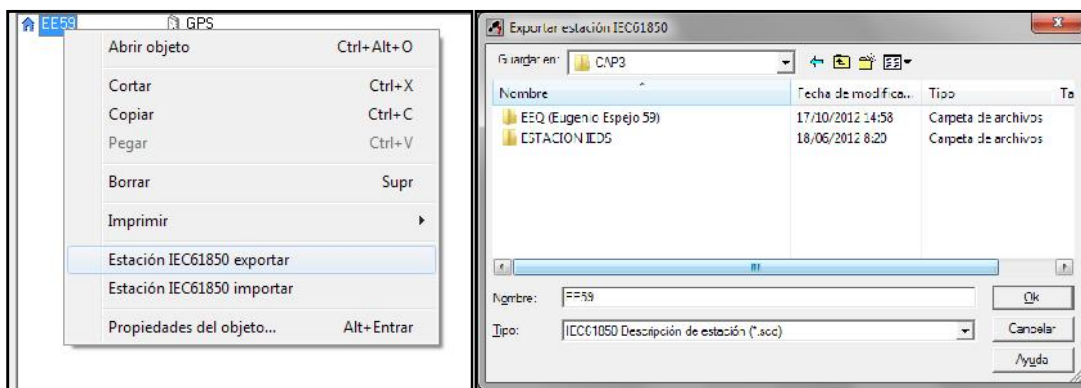 EE59 GPS
Abrir objeto Ctrl+Alt+O
Cortar Ctrl+X
Copiar Ctrl+C
Pegar Ctrl+V
Borrar Supr
Imprimir
Estación IEC61850 exportar
Estación IEC61850 importar
Propiedades del objeto... Alt+Entrar
Exportar estación IEC61850
Guardar en: CAP3
Nombre Fecha de modifica... Tipo Ta
EEQ (Eugenio Espejo 59) 17/10/2012 14:58 Carpeta de archivos
ESTACION IEDS 18/06/2012 8:20 Carpeta de archivos
Nombre: EE59 Ok
Tipo: IEC61850 Descripción de estación (*.scd) Cancelar
Ayuda